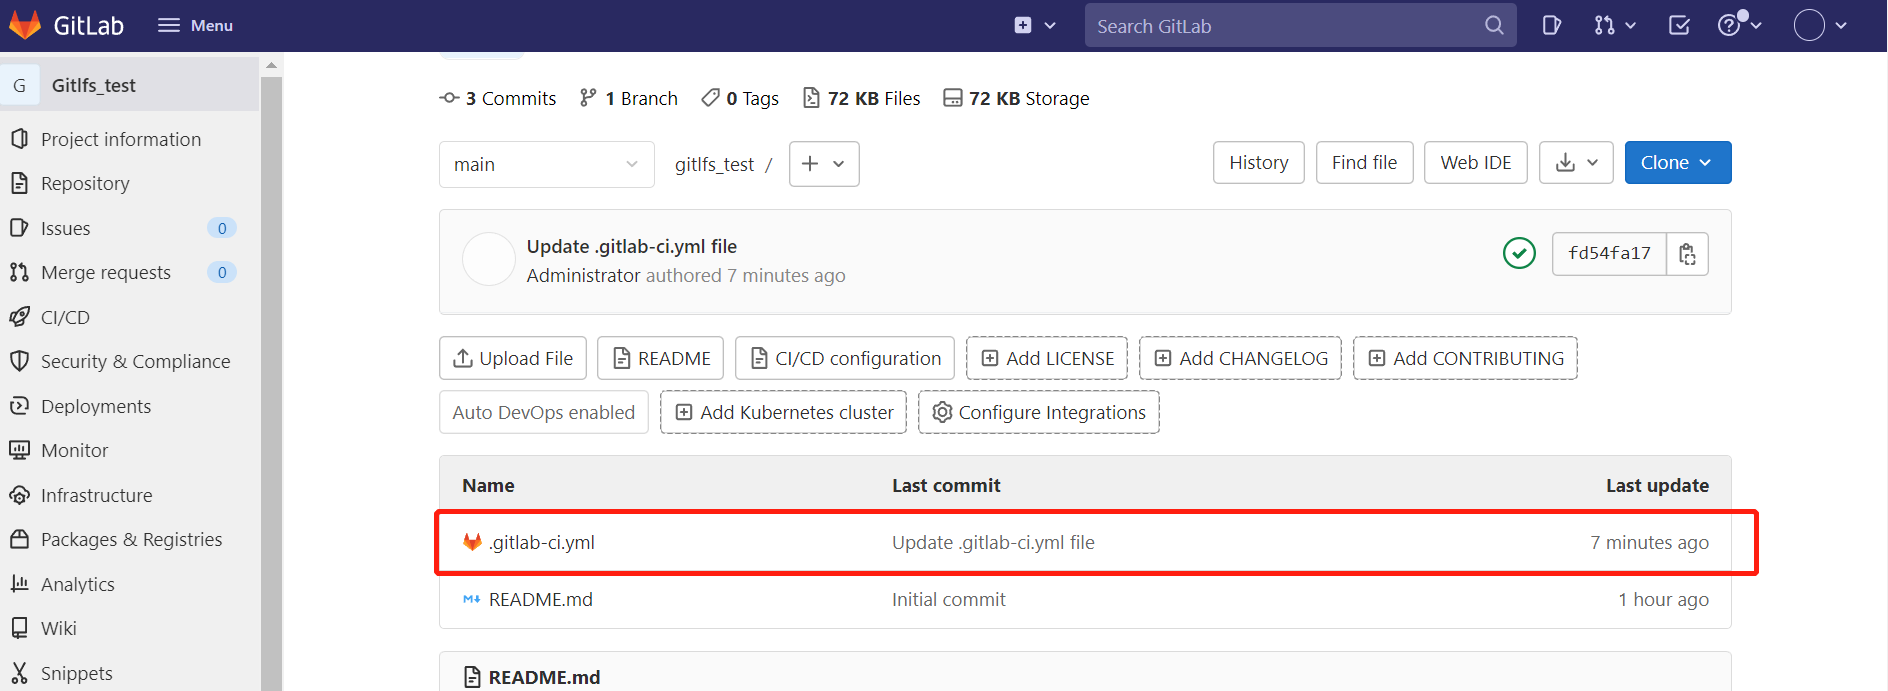 GitLab Menu Search GitLab
G Gitlfs_test
Project information
Repository
Issues 0
Merge requests 0
CI/CD
Security & Compliance
Deployments
Monitor
Infrastructure
Packages & Registries
Analytics
Wiki
Snippets
3 Commits 1 Branch 0 Tags 72 KB Files 72 KB Storage
main gitlfs_test / History Find file Web IDE Clone
Update .gitlab-ci.yml file
Administrator authored 7 minutes ago
fd54fa17
Upload File README CI/CD configuration Add LICENSE Add CHANGELOG Add CONTRIBUTING
Auto DevOps enabled Add Kubernetes cluster Configure Integrations
Name Last commit Last update
.gitlab-ci.yml Update .gitlab-ci.yml file 7 minutes ago
README.md Initial commit 1 hour ago
README.md